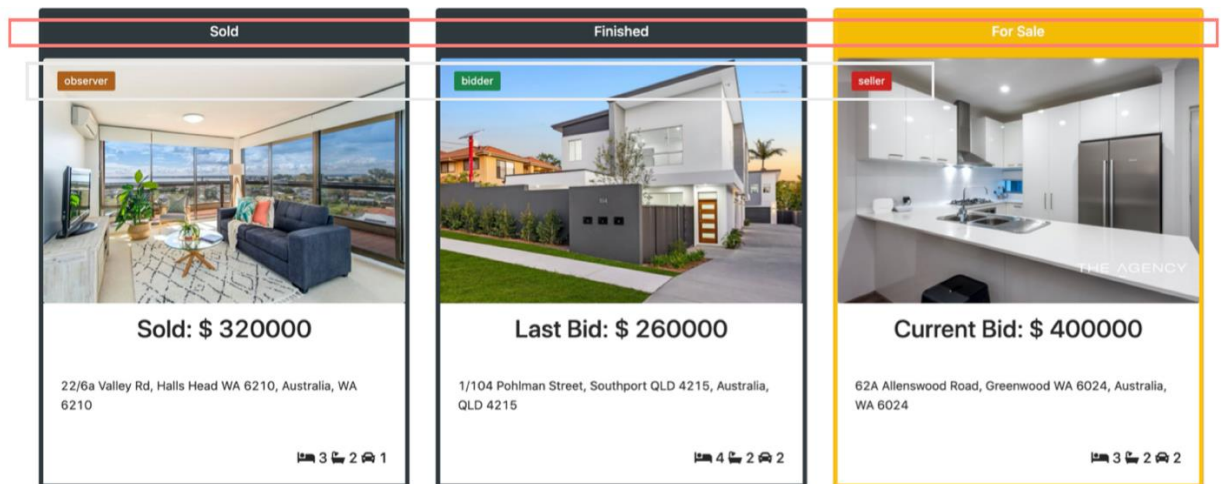 Sold
Finished
For Sale
observer
bidder
seller
104
THE AGENCY
Sold: $ 320000
Last Bid: $ 260000
Current Bid: $ 400000
22/6a Valley Rd, Halls Head WA 6210, Australia, WA
6210
1/104 Pohlman Street, Southport QLD 4215, Australia,
QLD 4215
62A Allenswood Road, Greenwood WA 6024, Australia,
WA 6024
3 2 1
4 2 2
3 2 2